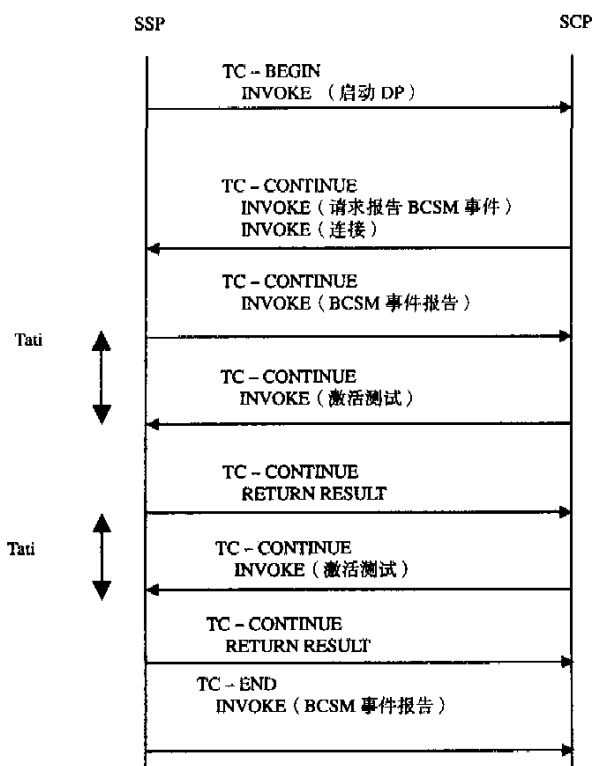 SSP
SCP
TC – BEGIN
INVOKE （启动 DP）
TC – CONTINUE
INVOKE（请求报告 BCSM 事件）
INVOKE（连接）
TC – CONTINUE
INVOKE（BCSM 事件报告）
Tati
TC – CONTINUE
INVOKE（激活测试）
TC – CONTINUE
RETURN RESULT
Tati
TC – CONTINUE
INVOKE（激活测试）
TC – CONTINUE
RETURN RESULT
TC – END
INVOKE（BCSM 事件报告）